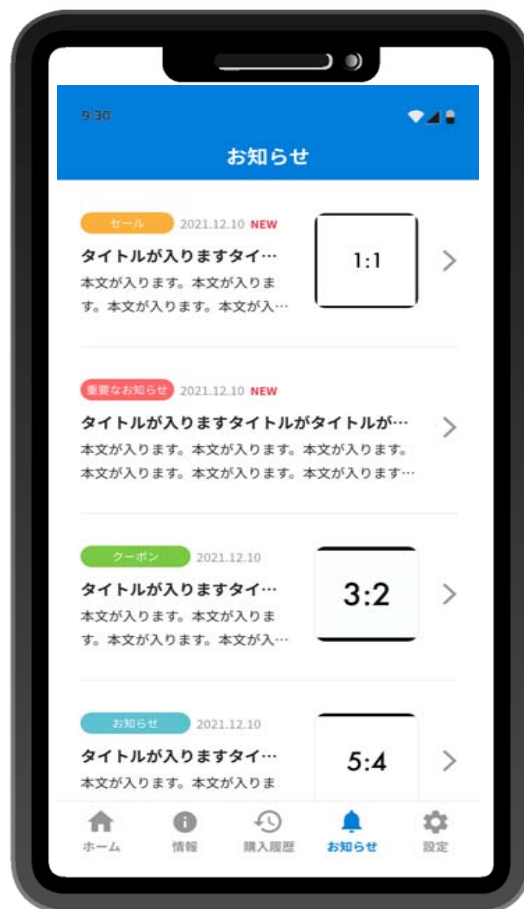 9:30
お知らせ
セール 2021.12.10 NEW
タイトルが入りますタイ…
本文が入ります。本文が入りま
す。本文が入ります。本文が入…
1:1
重要なお知らせ 2021.12.10 NEW
タイトルが入りますタイトルがタイトルが…
本文が入ります。本文が入ります。本文が入ります。
本文が入ります。本文が入ります。本文が入ります…
クーポン 2021.12.10
タイトルが入りますタイ…
本文が入ります。本文が入りま
す。本文が入ります。本文が入…
3:2
お知らせ 2021.12.10
タイトルが入りますタイ…
本文が入ります。本文が入りま
5:4
ホーム 情報 購入履歴 お知らせ 設定